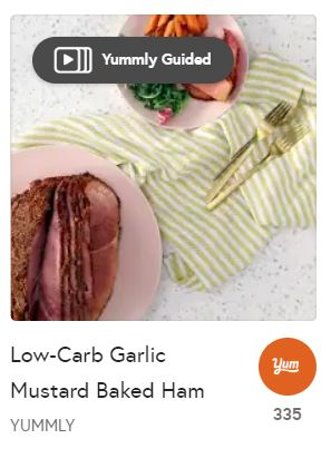 Yummly Guided
Low-Carb Garlic
Mustard Baked Ham
Yum
335
YUMMLY